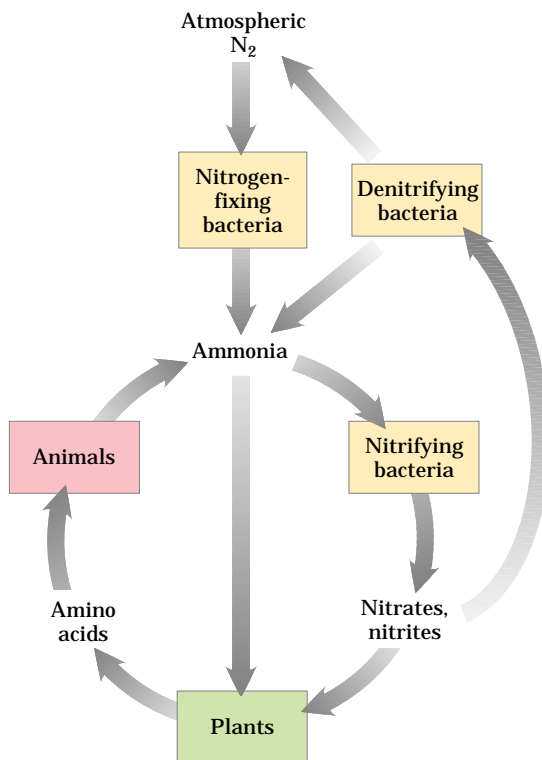 Atmospheric
N₂
Nitrogen-
fixing
bacteria
Denitrifying
bacteria
Ammonia
Animals
Nitrifying
bacteria
Amino
acids
Nitrates,
nitrites
Plants